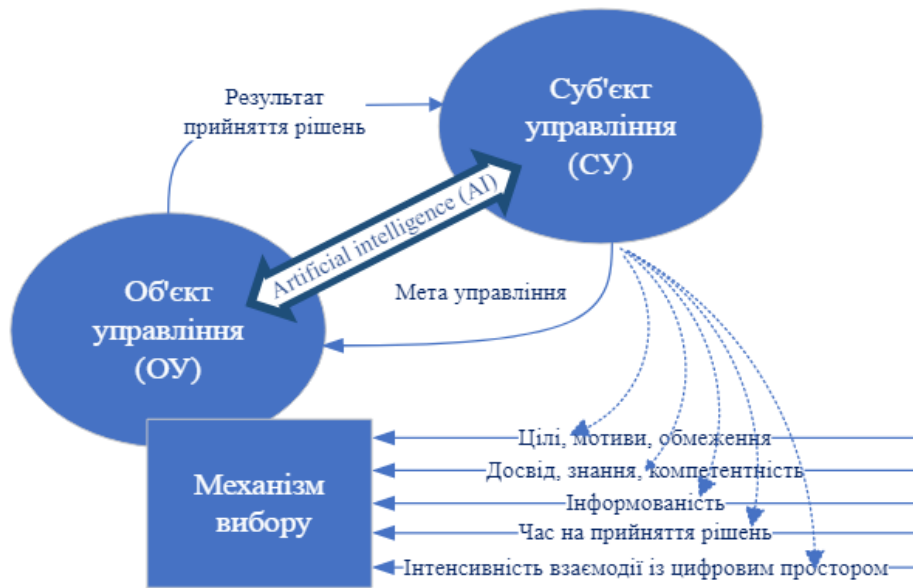 Суб'єкт
управління
(СУ)
Результат
прийняття рішень
Artificial intelligence (AI)
Об'єкт
управління
(ОУ)
Мета управління
Механізм
вибору
Цілі, мотиви, обмеження
Досвід, знання, компетентність
Інформованість
Час на прийняття рішень
Інтенсивність взаємодії із цифровим простором